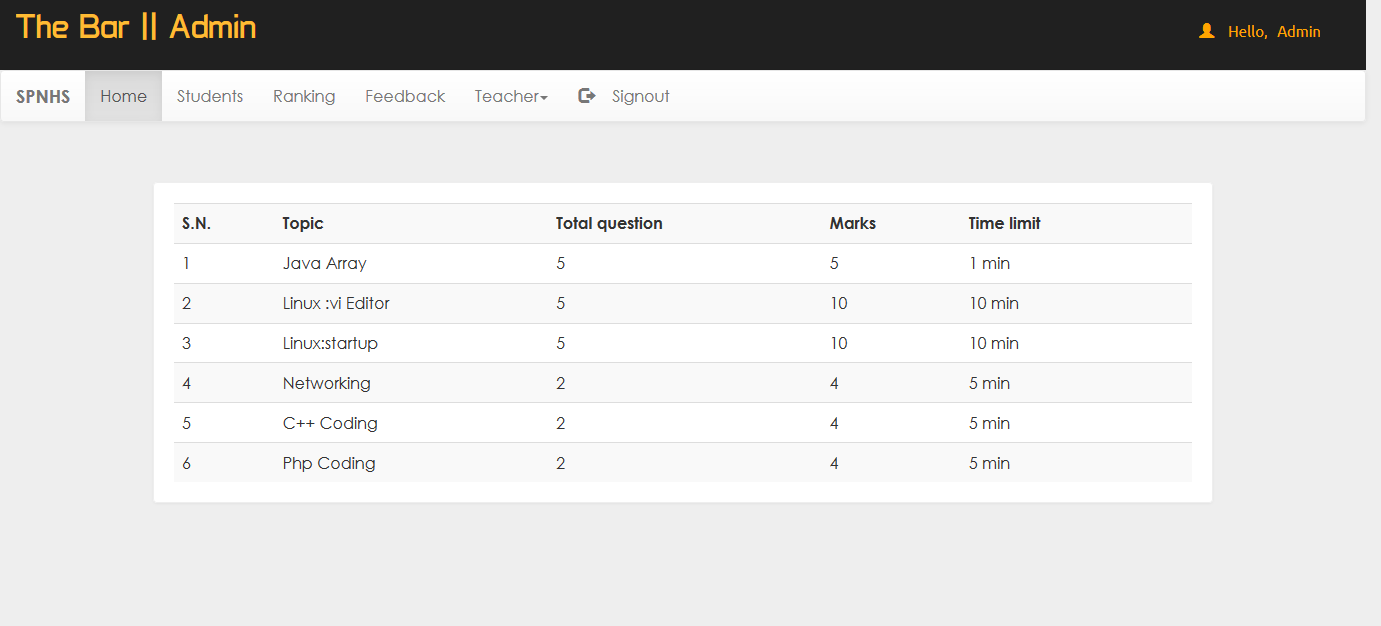 The Bar || Admin
Hello, Admin
SPNHS Home Students Ranking Feedback Teacher Signout
S.N. Topic Total question Marks Time limit
1 Java Array 5 5 1 min
2 Linux :vi Editor 5 10 10 min
3 Linux:startup 5 10 10 min
4 Networking 2 4 5 min
5 C++ Coding 2 4 5 min
6 Php Coding 2 4 5 min